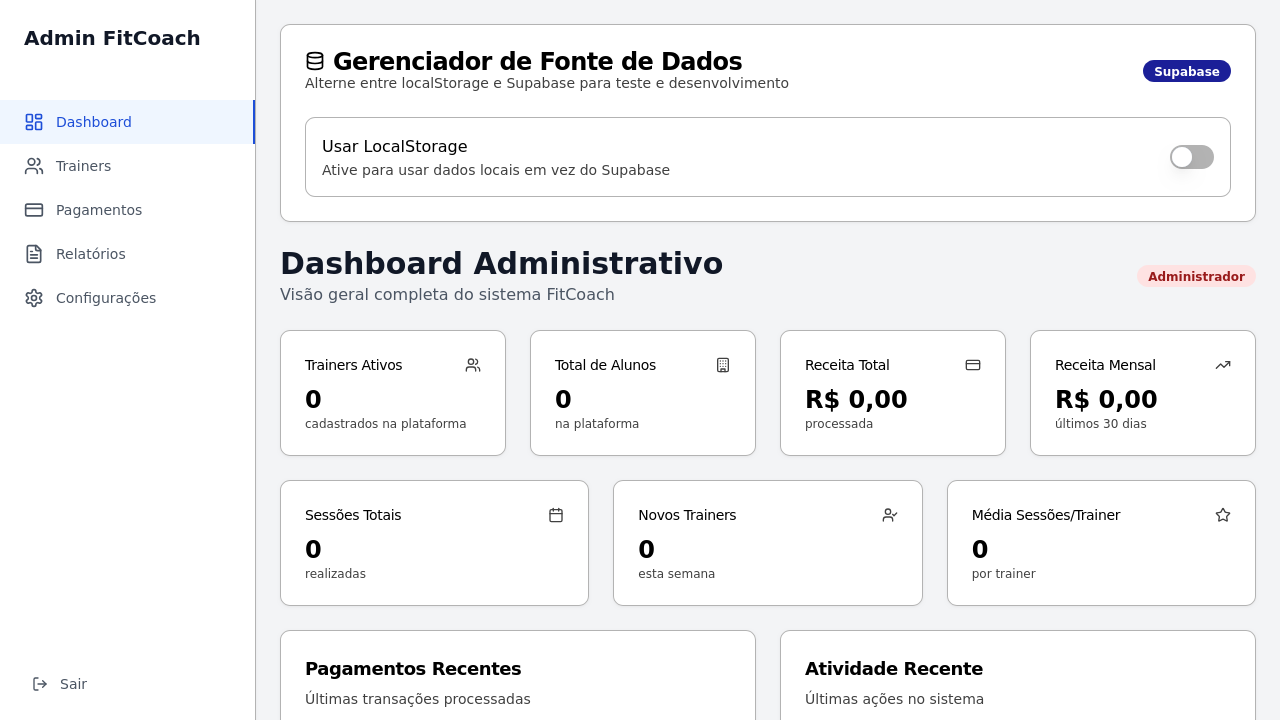 Admin FitCoach
Dashboard
Trainers
Pagamentos
Relatórios
Configurações
Sair
Gerenciador de Fonte de Dados
Alterne entre localStorage e Supabase para teste e desenvolvimento
Supabase
Usar LocalStorage
Ative para usar dados locais em vez do Supabase
Dashboard Administrativo
Visão geral completa do sistema FitCoach
Administrador
Trainers Ativos
0
cadastrados na plataforma
Total de Alunos
0
na plataforma
Receita Total
R$ 0,00
processada
Receita Mensal
R$ 0,00
últimos 30 dias
Sessões Totais
0
realizadas
Novos Trainers
0
esta semana
Média Sessões/Trainer
0
por trainer
Pagamentos Recentes
Últimas transações processadas
Atividade Recente
Últimas ações no sistema